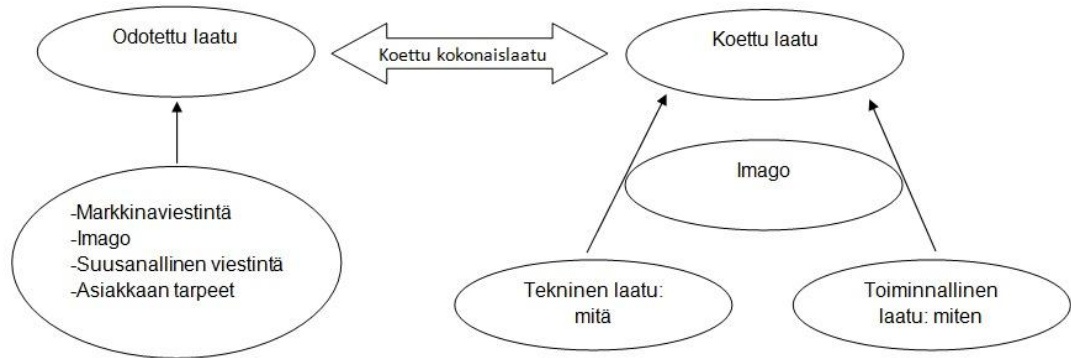 Odotettu laatu
Koettu kokonaislaatu
Koettu laatu
Imago
-Markkinaviestintä
-Imago
-Suusanallinen viestintä
-Asiakkaan tarpeet
Tekninen laatu:
mitä
Toiminnallinen
laatu: miten